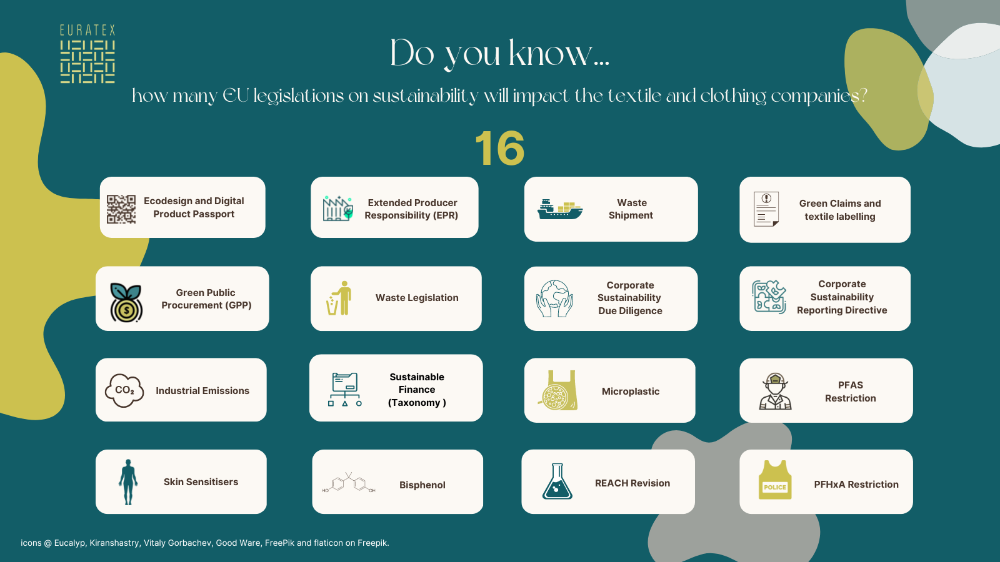 EURATEX
Do you know...
how many EU legislations on sustainability will impact the textile and clothing companies?
16
Ecodesign and Digital
Product Passport
Extended Producer
Responsibility (EPR)
Waste
Shipment
Green Claims and
textile labelling
Green Public
Procurement (GPP)
$
Waste Legislation
Corporate
Sustainability
Due Diligence
Corporate
Sustainability
Reporting Directive
CO₂
Industrial Emissions
Sustainable
Finance
(Taxonomy )
Microplastic
PFAS
Restriction
Skin Sensitisers
HO OH
Bisphenol
REACH Revision
POLICE
PFHxA Restriction
icons @ Eucalyp, Kiranshastry, Vitaly Gorbachev, Good Ware, FreePik and flaticon on Freepik.